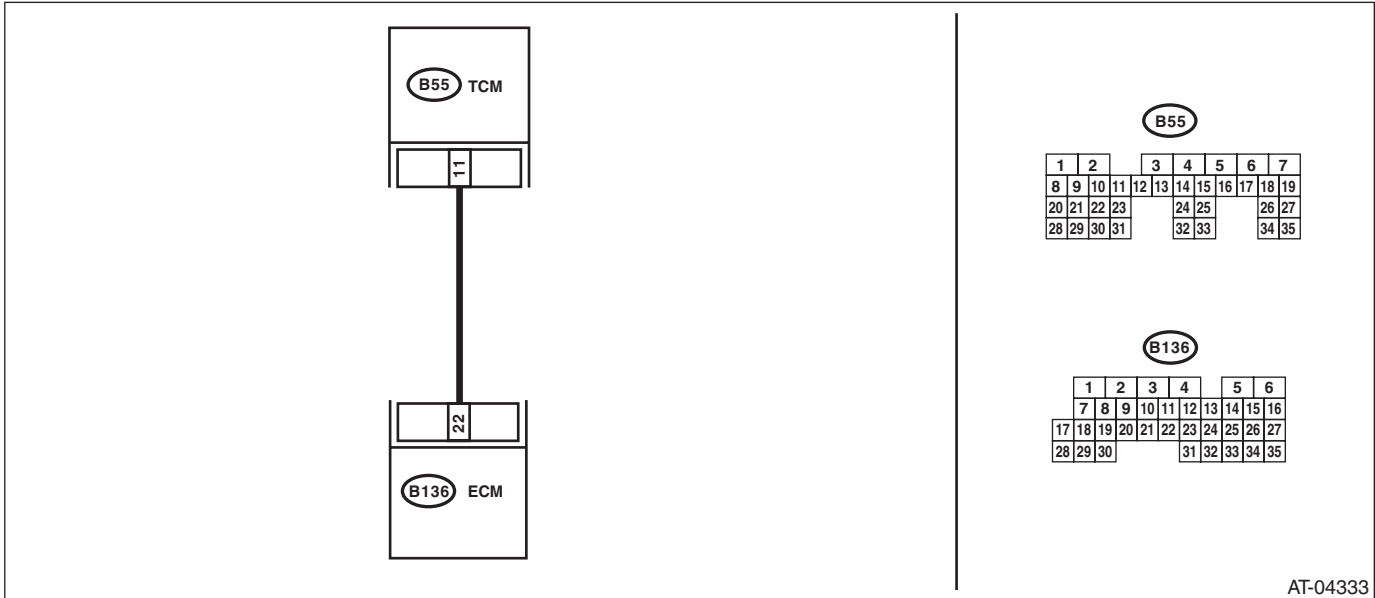 B55 TCM
11
22
B136 ECM
B55
1 2 3 4 5 6 7
8 9 10 11 12 13 14 15 16 17 18 19
20 21 22 23 24 25 26 27
28 29 30 31 32 33 34 35
B136
1 2 3 4 5 6
7 8 9 10 11 12 13 14 15 16
17 18 19 20 21 22 23 24 25 26 27
28 29 30 31 32 33 34 35
AT-04333